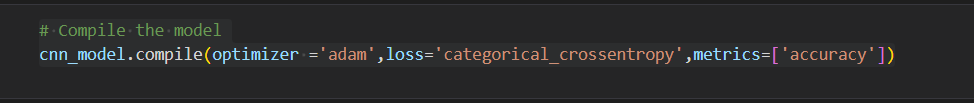 # Compile the model
cnn_model.compile(optimizer ='adam',loss='categorical_crossentropy',metrics=['accuracy'])